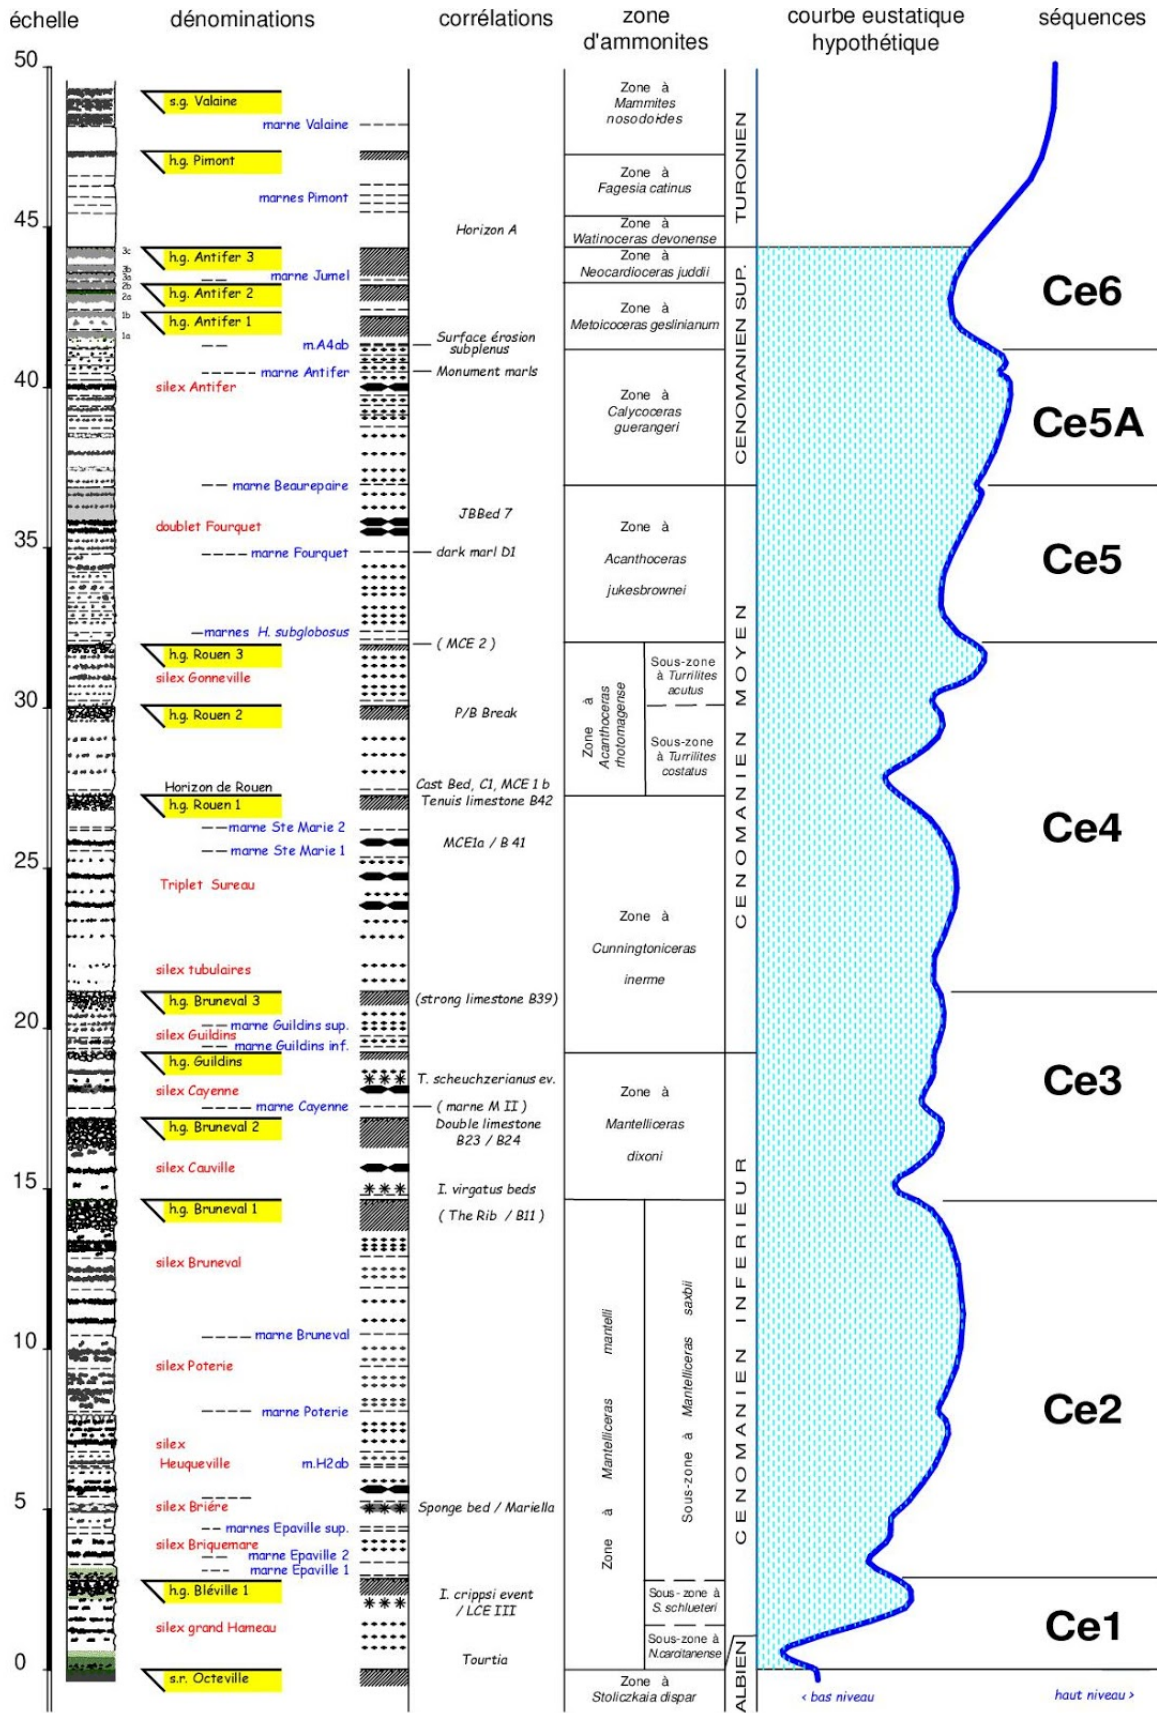 échelle
dénominations
corrélations
zone
d'ammonites
courbe eustatique
hypothétique
séquences
50
45
40
35
30
25
20
15
10
5
0
3c
3b
3a
2b
2a
1b
1a
s.g. Valaine
marne Valaine
h.g. Pimont
marnes Pimont
h.g. Antifer 3
marne Jumel
h.g. Antifer 2
h.g. Antifer 1
m.A4ab
marne Antifer
silex Antifer
marne Beaurepaire
doublet Fourquet
marne Fourquet
marnes H. subglobosus
h.g. Rouen 3
silex Gonneville
h.g. Rouen 2
Horizon de Rouen
h.g. Rouen 1
marne Ste Marie 2
marne Ste Marie 1
Triplet Sureau
silex tubulaires
h.g. Bruneval 3
marne Guildins sup.
silex Guildins
marne Guildins inf.
h.g. Guildins
silex Cayenne
marne Cayenne
h.g. Bruneval 2
silex Cauville
h.g. Bruneval 1
silex Bruneval
marne Bruneval
silex Poterie
marne Poterie
silex
Heuqueville
m.H2ab
silex Briére
marnes Epaville sup.
silex Briquemare
marne Epaville 2
marne Epaville 1
h.g. Bléville 1
silex grand Hameau
s.r. Octeville
Horizon A
Surface érosion
subplenus
Monument marls
JBBed 7
dark marl D1
( MCE 2 )
P/B Break
Cast Bed, C1, MCE 1 b
Tenuis limestone B42
MCE1a / B 41
(strong limestone B39)
T. scheuchzerianus ev.
( marne M II )
Double limestone
B23 / B24
I. virgatus beds
( The Rib / B11 )
Sponge bed / Mariella
I. crippsi event
/ LCE III
Tourtia
Zone à
Mammites
nosodoides
Zone à
Fagesia catinus
Zone à
Watinoceras devonense
Zone à
Neocardioceras juddii
Zone à
Metoicoceras geslinianum
Zone à
Calycoceras
guerangeri
Zone à
Acanthoceras
jukesbrownei
Zone à
Acanthoceras
rhotomagense
Sous-zone
à Turrilites
acutus
Sous-zone
à Turrilites
costatus
Zone à
Cunningtoniceras
inerme
Zone à
Mantelliceras
dixoni
Zone à Mantelliceras mantelli
Sous-zone à Mantelliceras saxbii
Sous-zone à
S. schlueteri
Sous-zone à
N.carcitanense
Zone à
Stoliczkaia dispar
TURONIEN
CENOMANIEN SUP.
CENOMANIEN MOYEN
CENOMANIEN INFERIEUR
ALBIEN
Ce6
Ce5A
Ce5
Ce4
Ce3
Ce2
Ce1
< bas niveau
haut niveau >